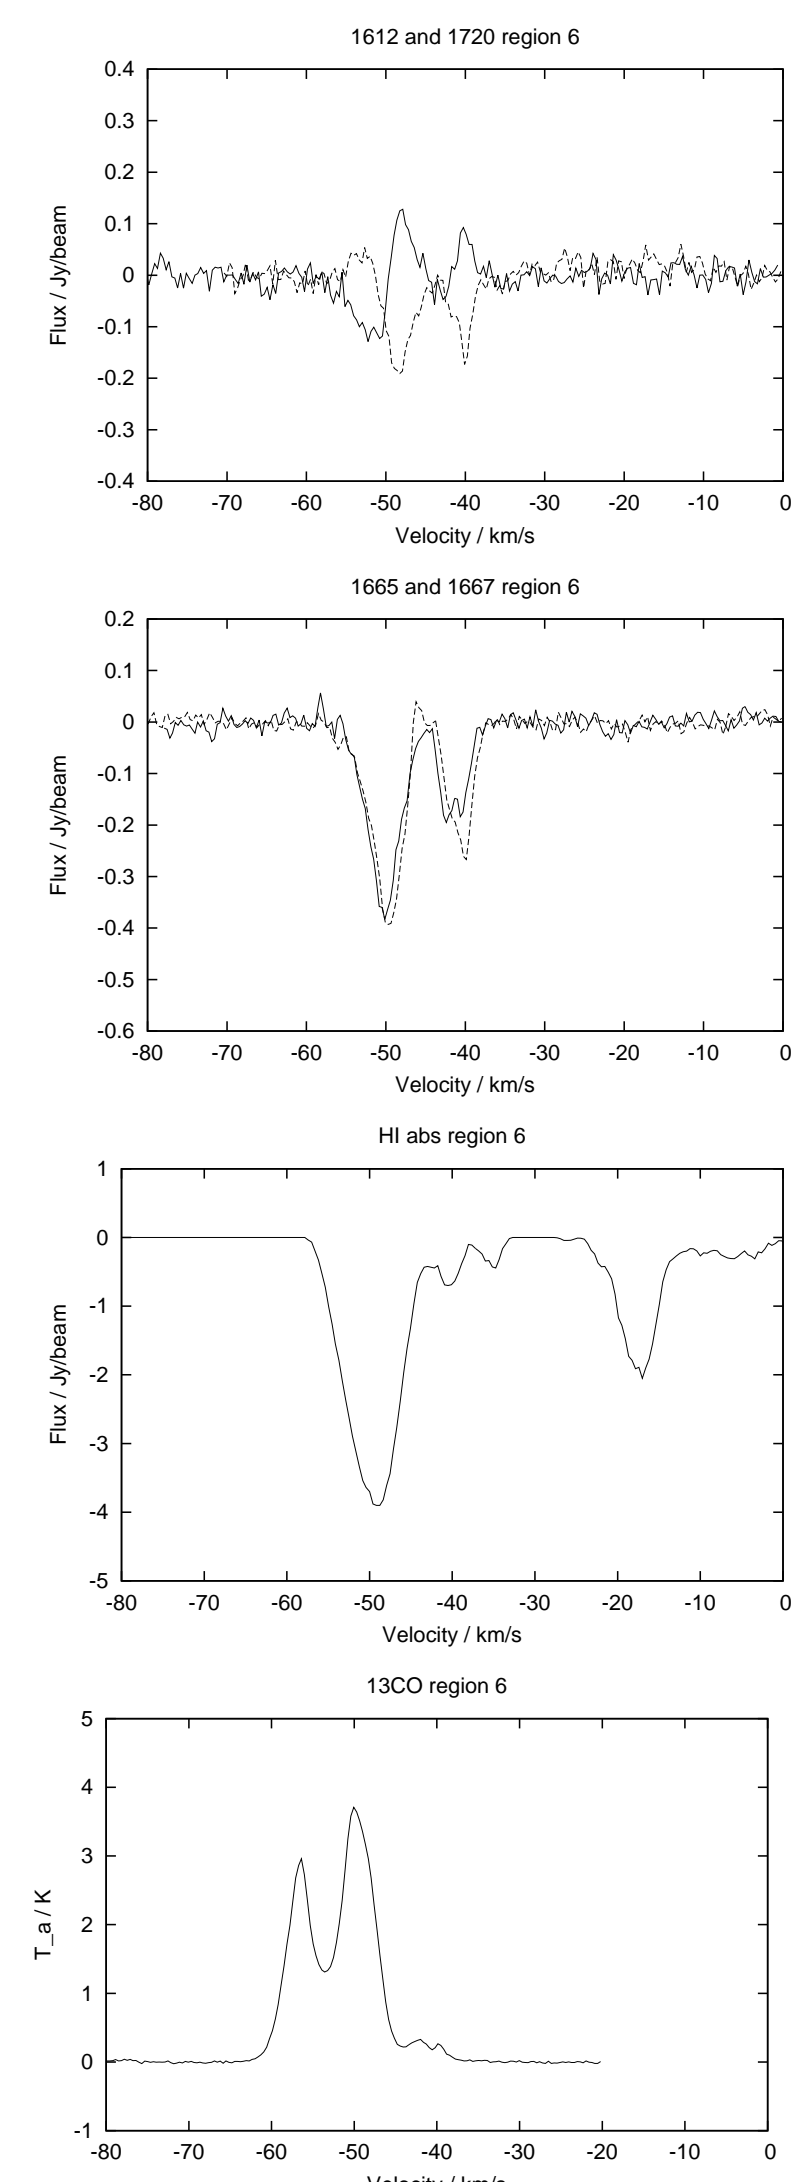 1612 and 1720 region 6
0.4
0.3
0.2
0.1
0
-0.1
-0.2
-0.3
-0.4
Flux / Jy/beam
-80 -70 -60 -50 -40 -30 -20 -10 0
Velocity / km/s
1665 and 1667 region 6
0.2
0.1
0
-0.1
-0.2
-0.3
-0.4
-0.5
-0.6
Flux / Jy/beam
-80 -70 -60 -50 -40 -30 -20 -10 0
Velocity / km/s
HI abs region 6
1
0
-1
-2
-3
-4
-5
Flux / Jy/beam
-80 -70 -60 -50 -40 -30 -20 -10 0
Velocity / km/s
13CO region 6
5
4
3
2
1
0
-1
T_a / K
-80 -70 -60 -50 -40 -30 -20 -10 0
Velocity / km/s